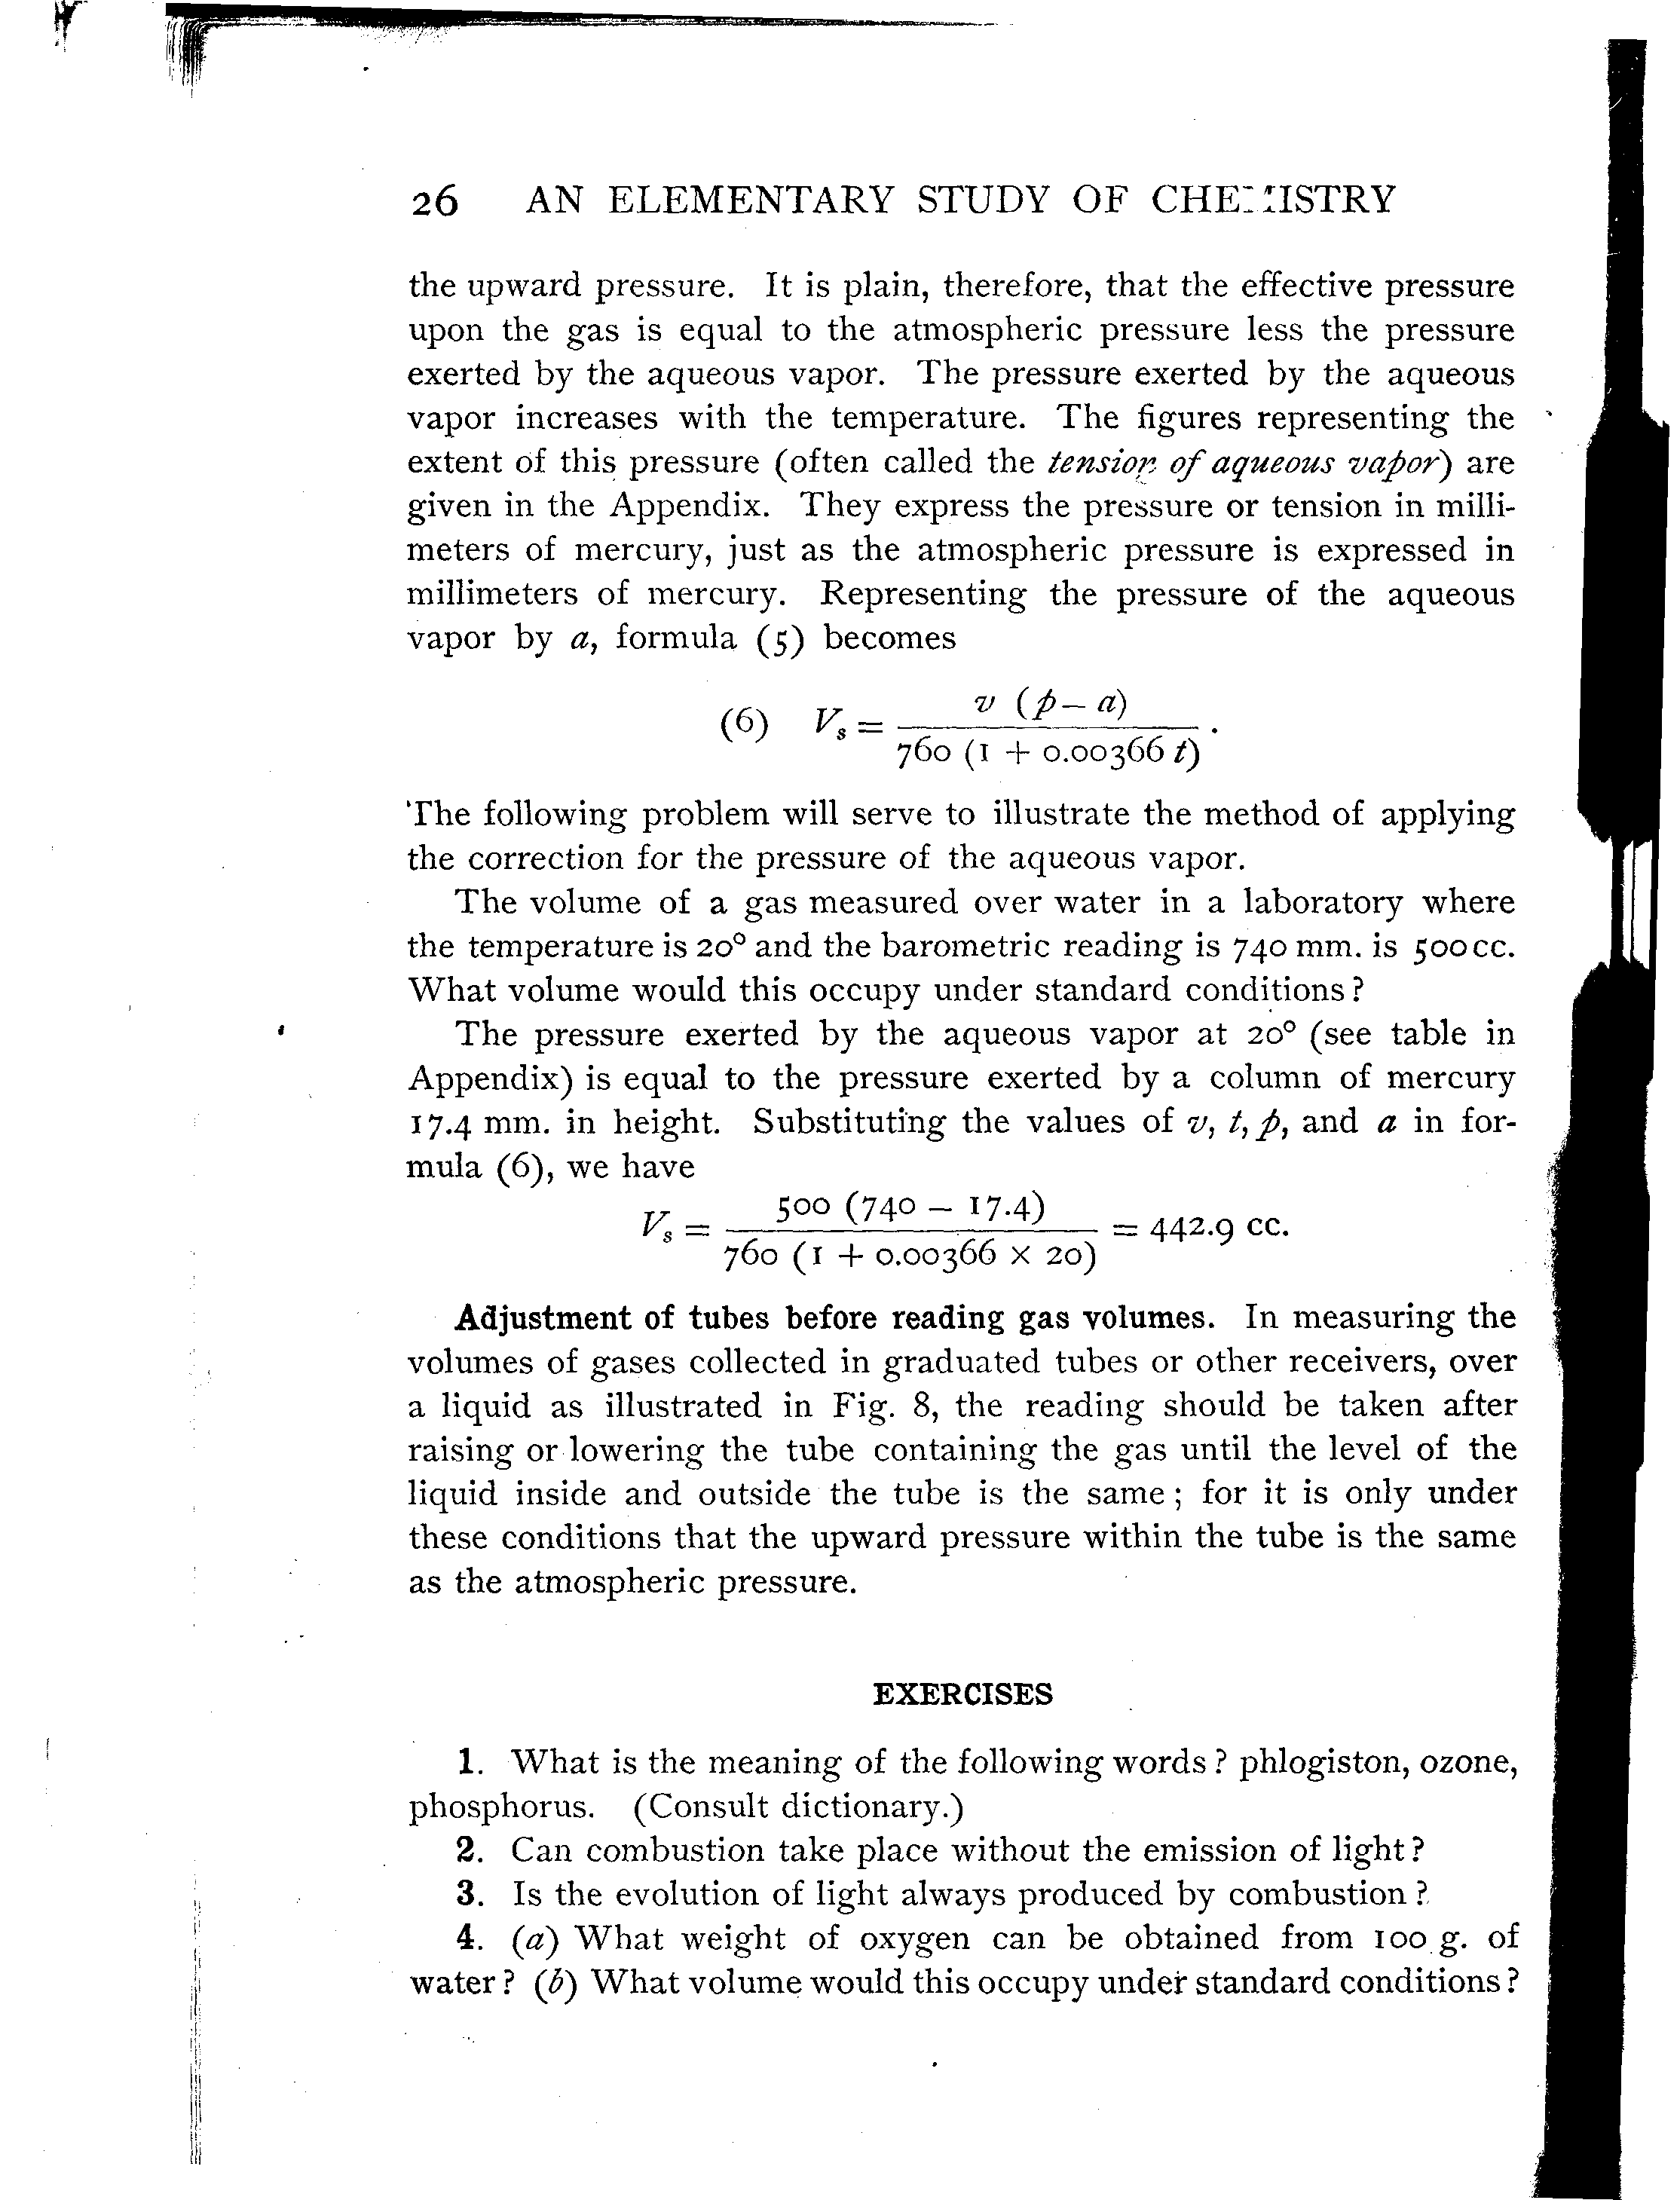 26 AN ELEMENTARY STUDY OF CHEMISTRY
the upward pressure. It is plain, therefore, that the effective pressure
upon the gas is equal to the atmospheric pressure less the pressure
exerted by the aqueous vapor. The pressure exerted by the aqueous
vapor increases with the temperature. The figures representing the
extent of this pressure (often called the tension of aqueous vapor) are
given in the Appendix. They express the pressure or tension in milli-
meters of mercury, just as the atmospheric pressure is expressed in
millimeters of mercury. Representing the pressure of the aqueous
vapor by a, formula (5) becomes
(6) Vₛ = v (p – a) / 760 (1 + 0.00366 t) .
The following problem will serve to illustrate the method of applying
the correction for the pressure of the aqueous vapor.
The volume of a gas measured over water in a laboratory where
the temperature is 20° and the barometric reading is 740 mm. is 500 cc.
What volume would this occupy under standard conditions?
The pressure exerted by the aqueous vapor at 20° (see table in
Appendix) is equal to the pressure exerted by a column of mercury
17.4 mm. in height. Substituting the values of v, t, p, and a in for-
mula (6), we have
Vₛ = 500 (740 – 17.4) / 760 (1 + 0.00366 × 20) = 442.9 cc.
Adjustment of tubes before reading gas volumes. In measuring the
volumes of gases collected in graduated tubes or other receivers, over
a liquid as illustrated in Fig. 8, the reading should be taken after
raising or lowering the tube containing the gas until the level of the
liquid inside and outside the tube is the same; for it is only under
these conditions that the upward pressure within the tube is the same
as the atmospheric pressure.
EXERCISES
1. What is the meaning of the following words? phlogiston, ozone,
phosphorus. (Consult dictionary.)
2. Can combustion take place without the emission of light?
3. Is the evolution of light always produced by combustion?
4. (a) What weight of oxygen can be obtained from 100 g. of
water? (b) What volume would this occupy under standard conditions?